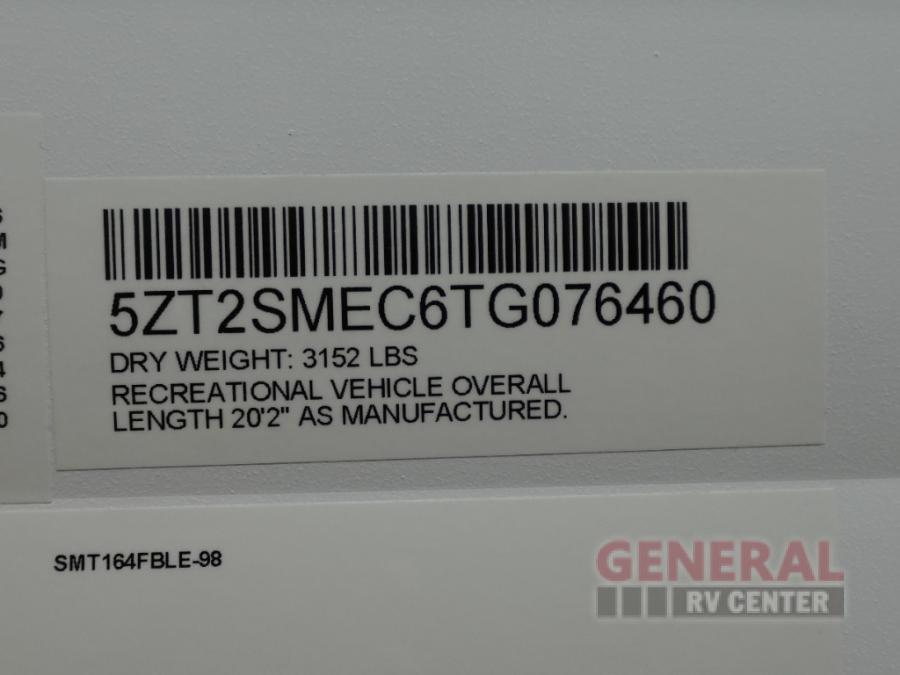 5ZT2SMEC6TG076460
DRY WEIGHT: 3152 LBS
RECREATIONAL VEHICLE OVERALL
LENGTH 20'2" AS MANUFACTURED.
SMT164FBLE-98
GENERAL
RV CENTER